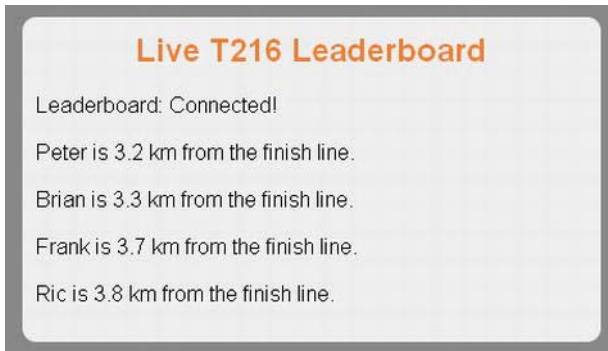 Live T216 Leaderboard
Leaderboard: Connected!
Peter is 3.2 km from the finish line.
Brian is 3.3 km from the finish line.
Frank is 3.7 km from the finish line.
Ric is 3.8 km from the finish line.